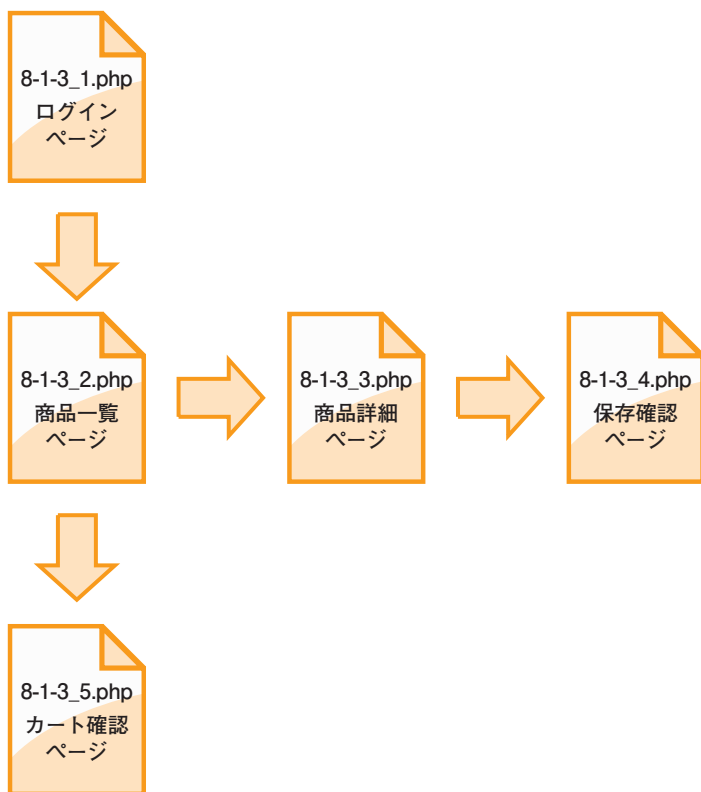 8-1-3_1.php
ログイン
ページ
8-1-3_2.php
商品一覧
ページ
8-1-3_3.php
商品詳細
ページ
8-1-3_4.php
保存確認
ページ
8-1-3_5.php
カート確認
ページ